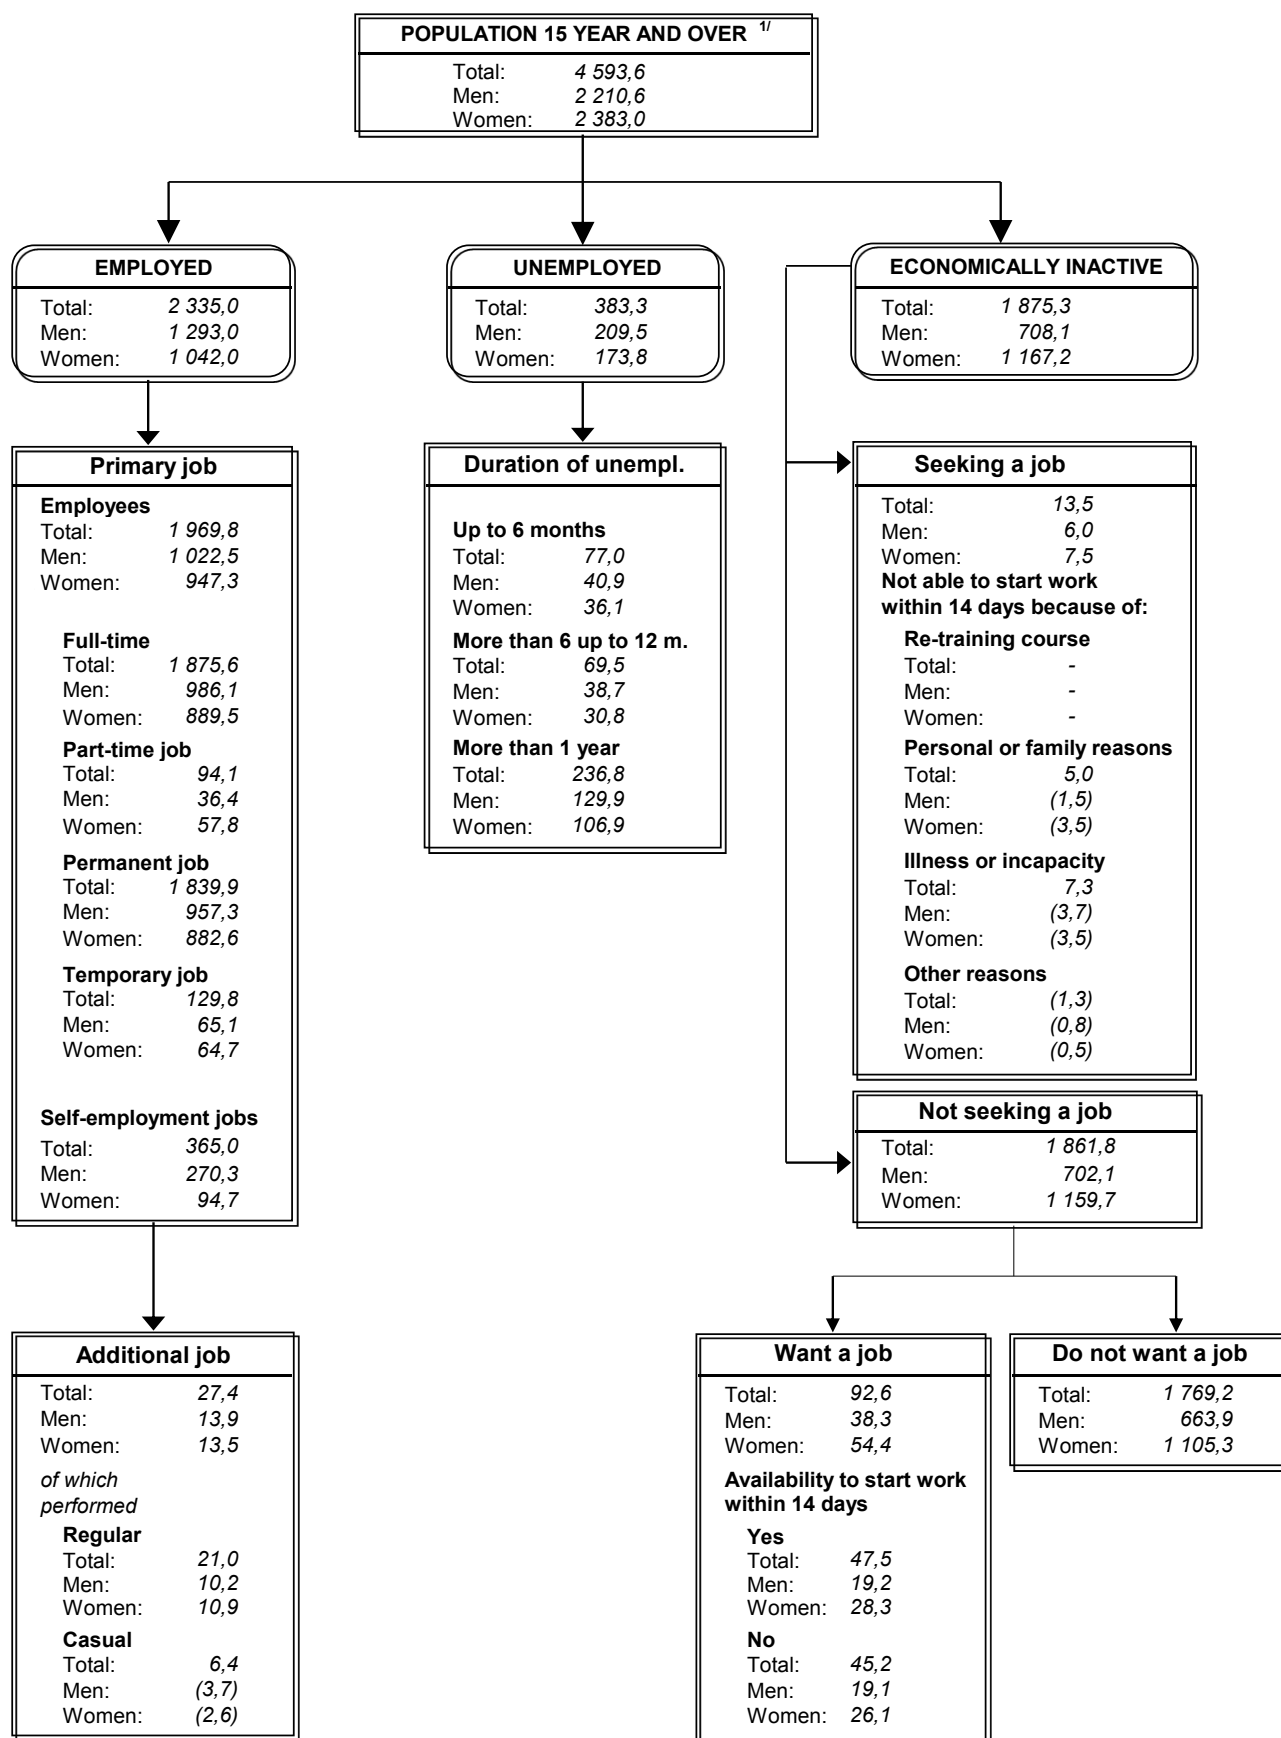 POPULATION 15 YEAR AND OVER 1/
Total: 4 593,6
Men: 2 210,6
Women: 2 383,0
EMPLOYED
Total: 2 335,0
Men: 1 293,0
Women: 1 042,0
UNEMPLOYED
Total: 383,3
Men: 209,5
Women: 173,8
ECONOMICALLY INACTIVE
Total: 1 875,3
Men: 708,1
Women: 1 167,2
Primary job
Employees
Total: 1 969,8
Men: 1 022,5
Women: 947,3
Full-time
Total: 1 875,6
Men: 986,1
Women: 889,5
Part-time job
Total: 94,1
Men: 36,4
Women: 57,8
Permanent job
Total: 1 839,9
Men: 957,3
Women: 882,6
Temporary job
Total: 129,8
Men: 65,1
Women: 64,7
Self-employment jobs
Total: 365,0
Men: 270,3
Women: 94,7
Duration of unempl.
Up to 6 months
Total: 77,0
Men: 40,9
Women: 36,1
More than 6 up to 12 m.
Total: 69,5
Men: 38,7
Women: 30,8
More than 1 year
Total: 236,8
Men: 129,9
Women: 106,9
Seeking a job
Total: 13,5
Men: 6,0
Women: 7,5
Not able to start work
within 14 days because of:
Re-training course
Total: -
Men: -
Women: -
Personal or family reasons
Total: 5,0
Men: (1,5)
Women: (3,5)
Illness or incapacity
Total: 7,3
Men: (3,7)
Women: (3,5)
Other reasons
Total: (1,3)
Men: (0,8)
Women: (0,5)
Not seeking a job
Total: 1 861,8
Men: 702,1
Women: 1 159,7
Additional job
Total: 27,4
Men: 13,9
Women: 13,5
of which
performed
Regular
Total: 21,0
Men: 10,2
Women: 10,9
Casual
Total: 6,4
Men: (3,7)
Women: (2,6)
Want a job
Total: 92,6
Men: 38,3
Women: 54,4
Availability to start work
within 14 days
Yes
Total: 47,5
Men: 19,2
Women: 28,3
No
Total: 45,2
Men: 19,1
Women: 26,1
Do not want a job
Total: 1 769,2
Men: 663,9
Women: 1 105,3